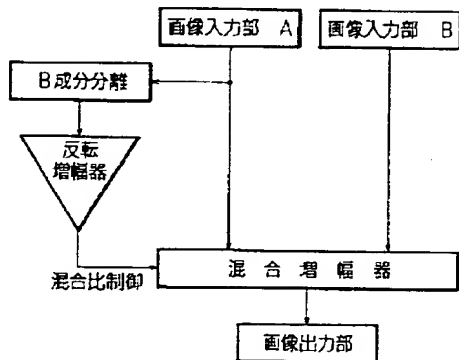 画像入力部 A
画像入力部 B
B成分分離
反転
増幅器
混合増幅器
混合比制御
画像出力部